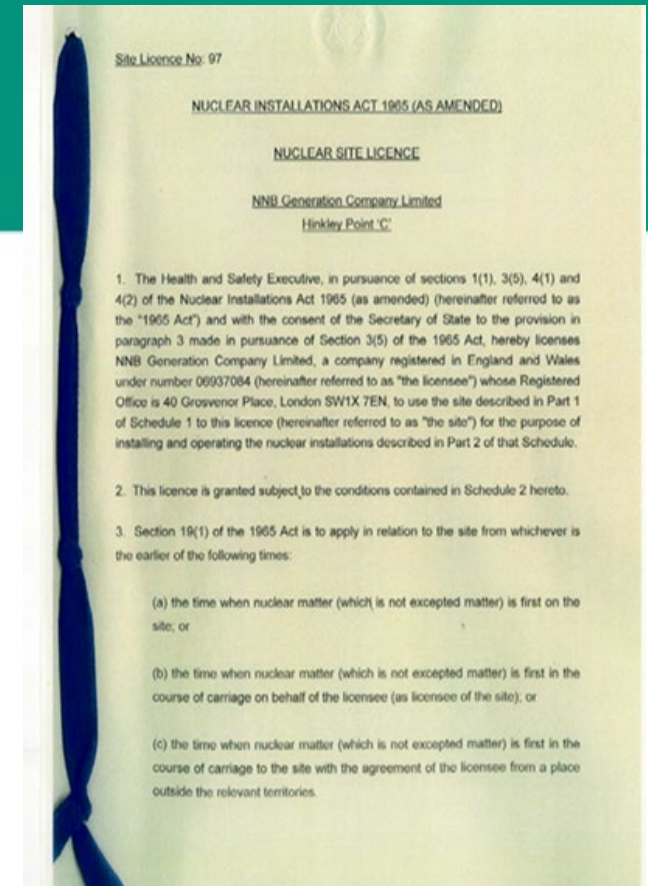 Site Licence No: 97
NUCLEAR INSTALLATIONS ACT 1965 (AS AMENDED)
NUCLEAR SITE LICENCE
NNB Generation Company Limited
Hinkley Point 'C'
1. The Health and Safety Executive, in pursuance of sections 1(1), 3(5), 4(1) and
4(2) of the Nuclear Installations Act 1965 (as amended) (hereinafter referred to as
the "1965 Act") and with the consent of the Secretary of State to the provision in
paragraph 3 made in pursuance of Section 3(5) of the 1965 Act, hereby licenses
NNB Generation Company Limited, a company registered in England and Wales
under number 06937084 (hereinafter referred to as "the licensee") whose Registered
Office is 40 Grosvenor Place, London SW1X 7EN, to use the site described in Part 1
of Schedule 1 to this licence (hereinafter referred to as "the site") for the purpose of
installing and operating the nuclear installations described in Part 2 of that Schedule.
2. This licence is granted subject to the conditions contained in Schedule 2 hereto.
3. Section 19(1) of the 1965 Act is to apply in relation to the site from whichever is
the earlier of the following times:
(a) the time when nuclear matter (which is not excepted matter) is first on the
site; or
(b) the time when nuclear matter (which is not excepted matter) is first in the
course of carriage on behalf of the licensee (as licensee of the site); or
(c) the time when nuclear matter (which is not excepted matter) is first in the
course of carriage to the site with the agreement of the licensee from a place
outside the relevant territories.